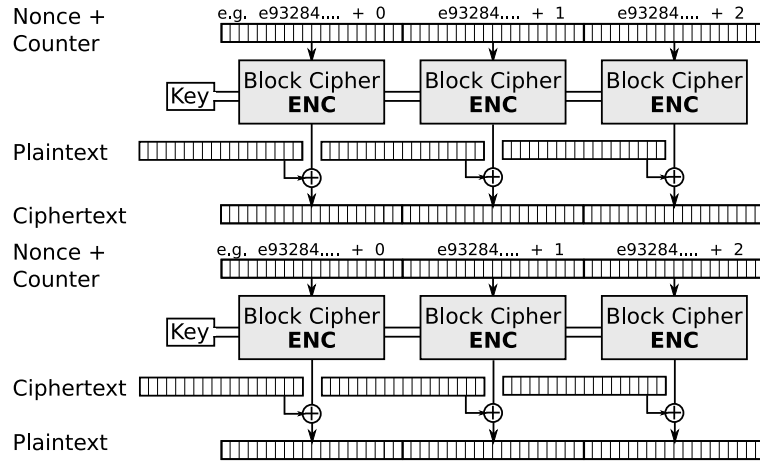 Nonce + e.g. e93284.... + 0 e93284.... + 1 e93284.... + 2
Counter
Block Cipher Block Cipher Block Cipher
Key ENC ENC ENC
Plaintext
Ciphertext
Nonce + e.g. e93284.... + 0 e93284.... + 1 e93284.... + 2
Counter
Block Cipher Block Cipher Block Cipher
Key ENC ENC ENC
Ciphertext
Plaintext